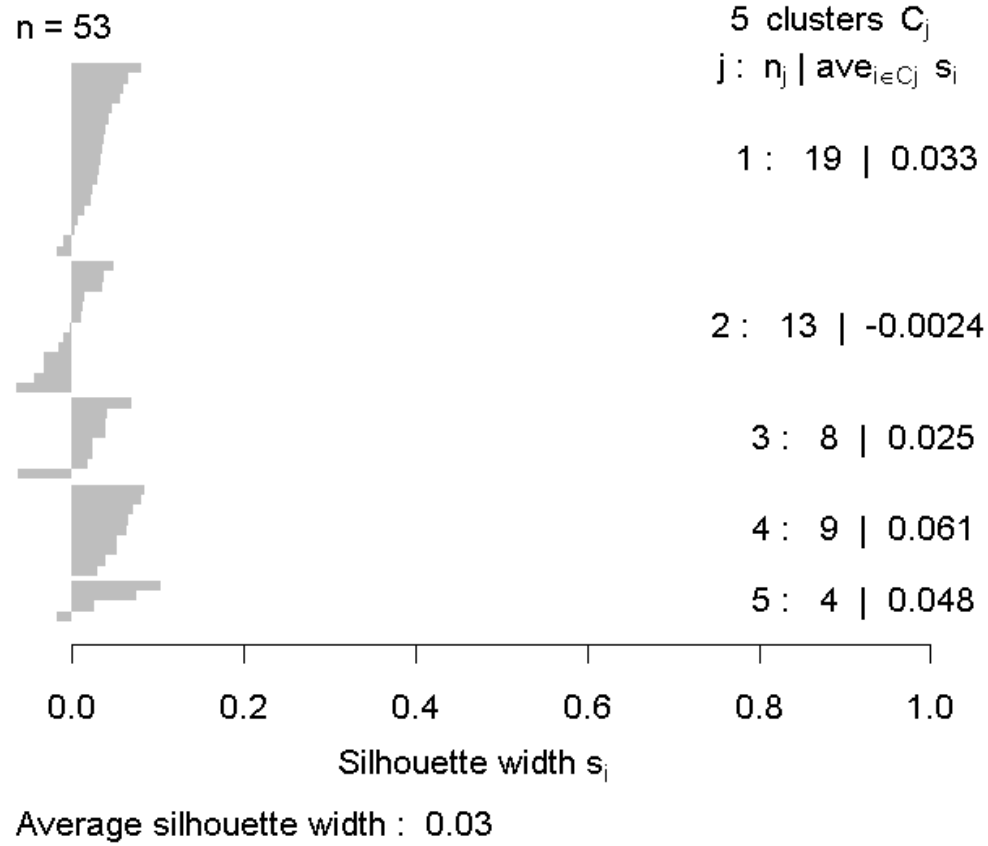 n = 53
5 clusters Cj
j : nj | avei∈Cj si
1 : 19 | 0.033
2 : 13 | -0.0024
3 : 8 | 0.025
4 : 9 | 0.061
5 : 4 | 0.048
0.0 0.2 0.4 0.6 0.8 1.0
Silhouette width si
Average silhouette width : 0.03